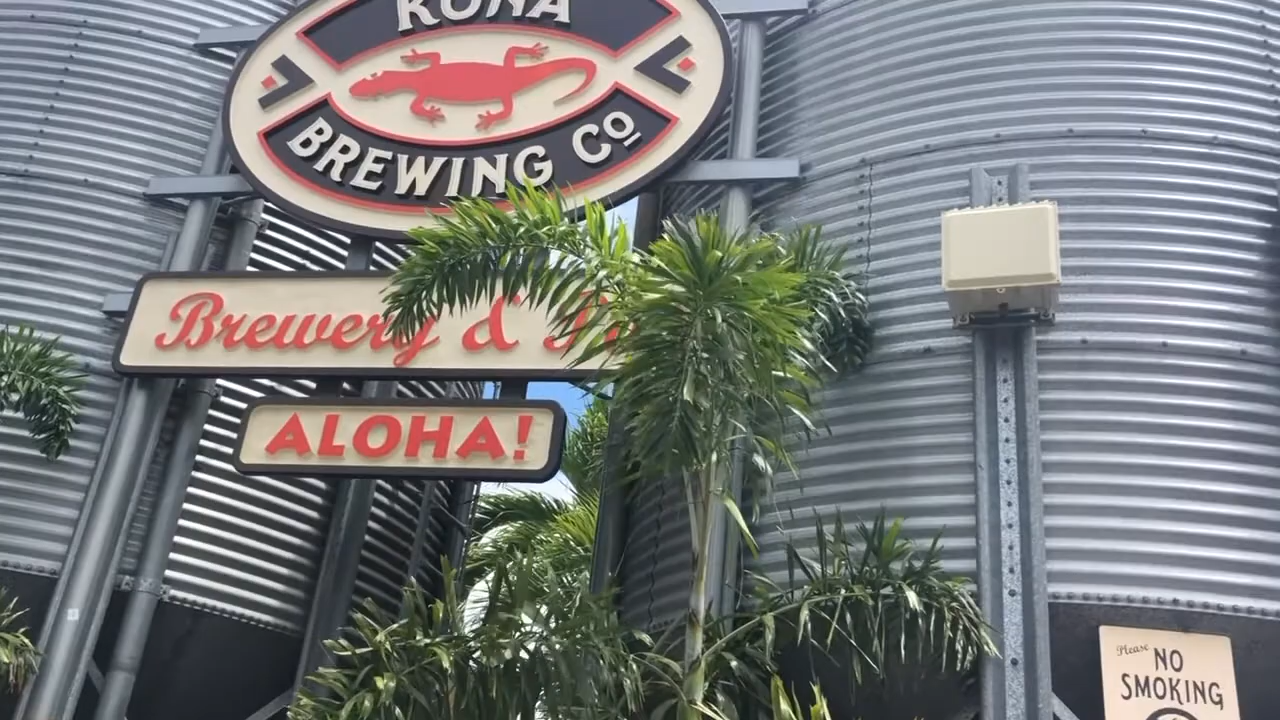 KONA
BREWING Co
Brewery &
ALOHA!
Please
NO
SMOKING